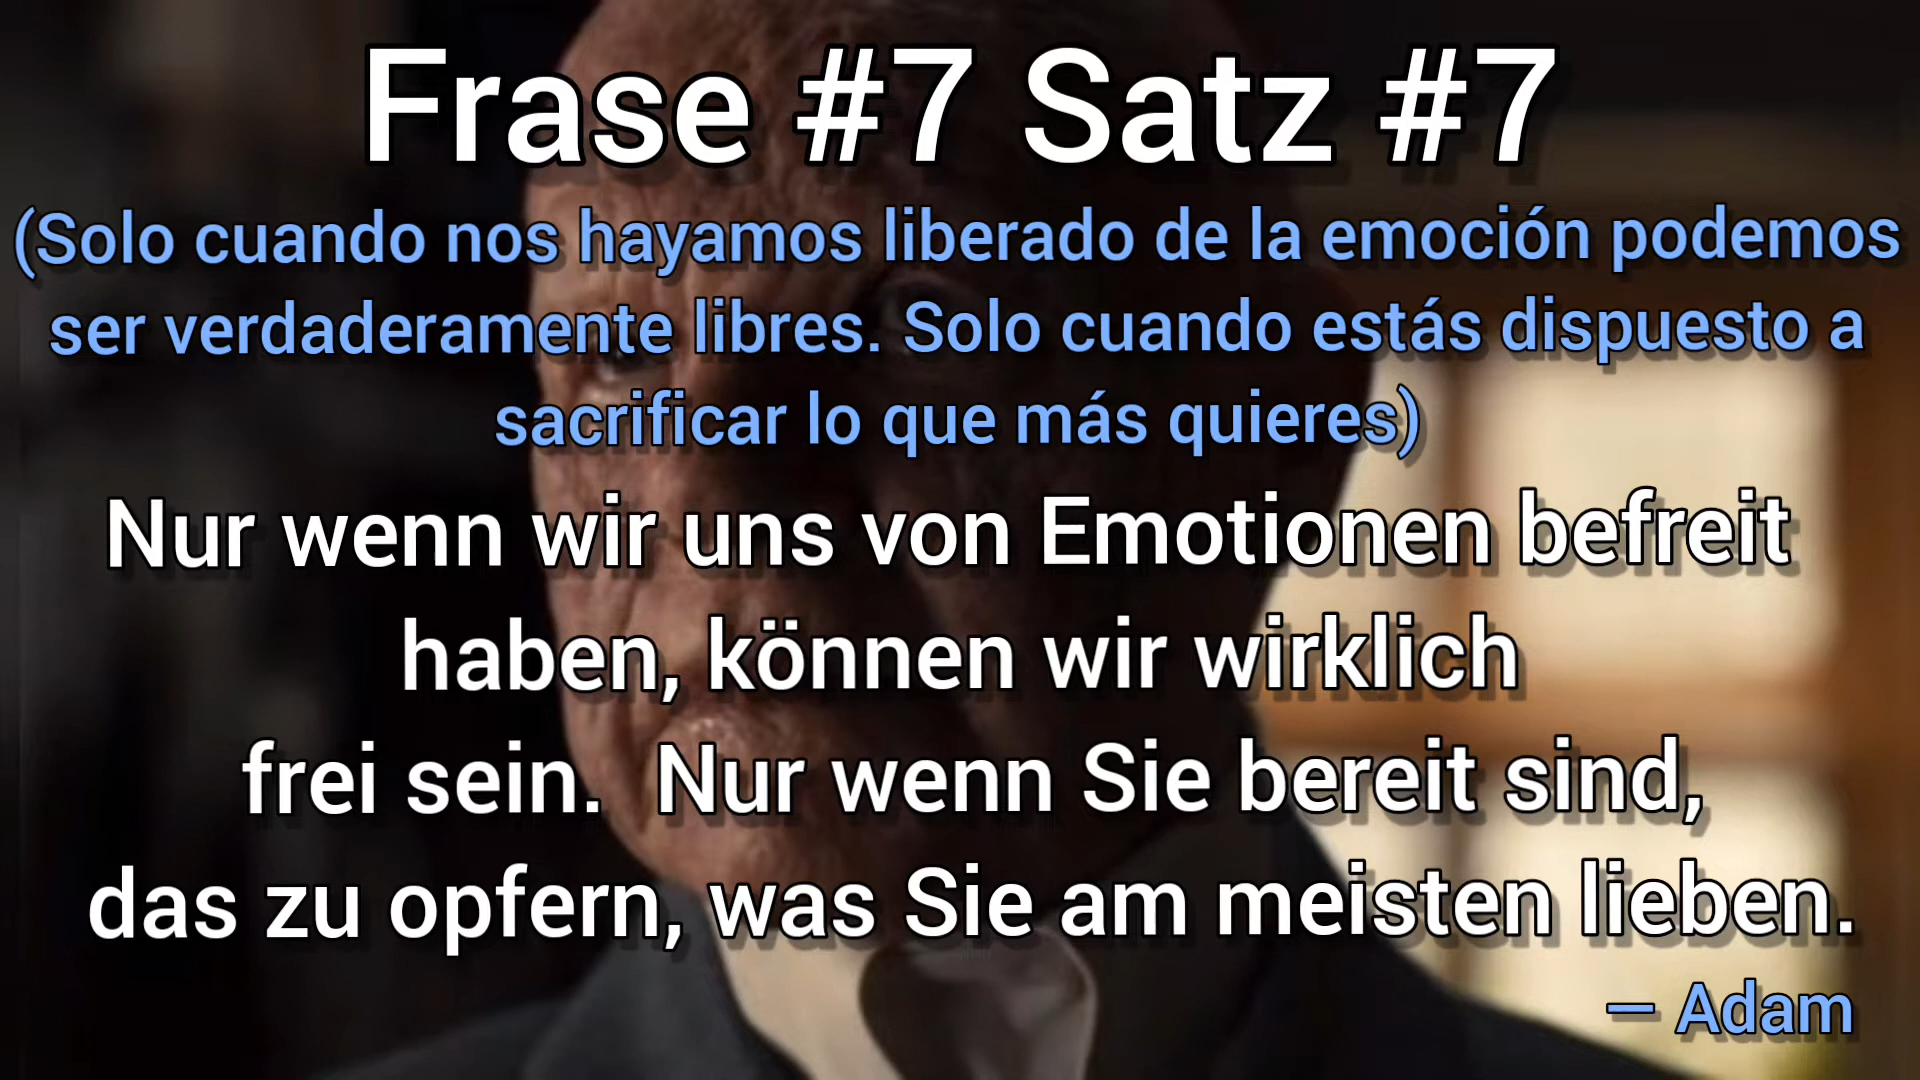 Frase #7 Satz #7
(Solo cuando nos hayamos liberado de la emoción podemos
ser verdaderamente libres. Solo cuando estás dispuesto a
sacrificar lo que más quieres)
Nur wenn wir uns von Emotionen befreit
haben, können wir wirklich
frei sein.  Nur wenn Sie bereit sind,
das zu opfern, was Sie am meisten lieben.
— Adam